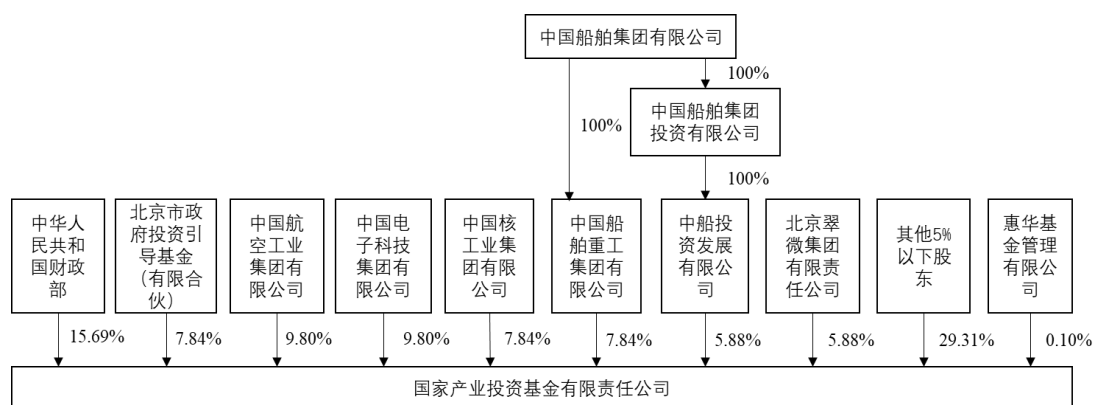 中国船舶集团有限公司
100%
中国船舶集团
投资有限公司
100%
100%
中华人
民共和
国财政
部
北京市政
府投资引
导基金
（有限合
伙）
中国航
空工业
集团有
限公司
中国电
子科技
集团有
限公司
中国核
工业集
团有限
公司
中国船
舶重工
集团有
限公司
中船投
资发展
有限公
司
北京翠
微集团
有限责
任公司
其他5%
以下股
东
惠华基
金管理
有限公
司
15.69%
7.84%
9.80%
9.80%
7.84%
7.84%
5.88%
5.88%
29.31%
0.10%
国家产业投资基金有限责任公司